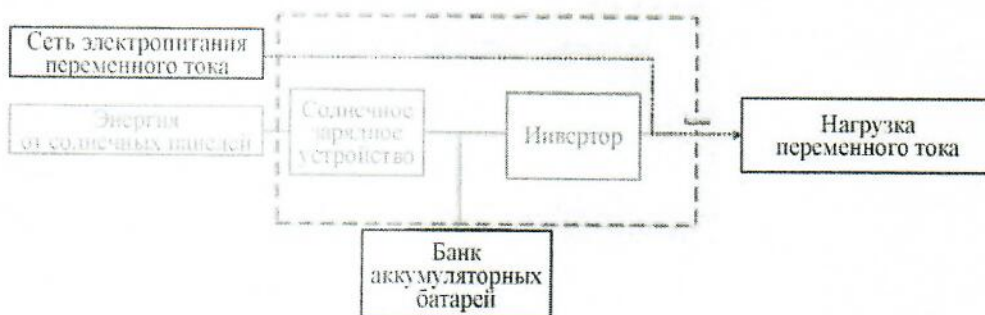 Сеть электропитания
переменного тока
Энергия
от солнечных панелей
Солнечное
зарядное
устройство
Инвертор
Нагрузка
переменного тока
Банк
аккумуляторных
батарей